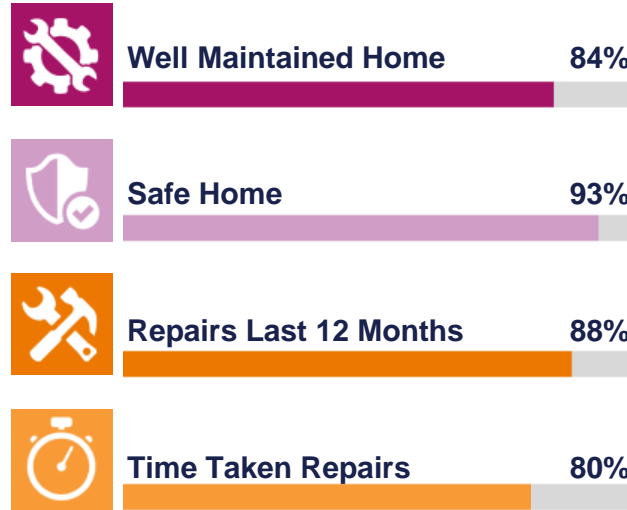 Well Maintained Home 84%
Safe Home 93%
Repairs Last 12 Months 88%
Time Taken Repairs 80%